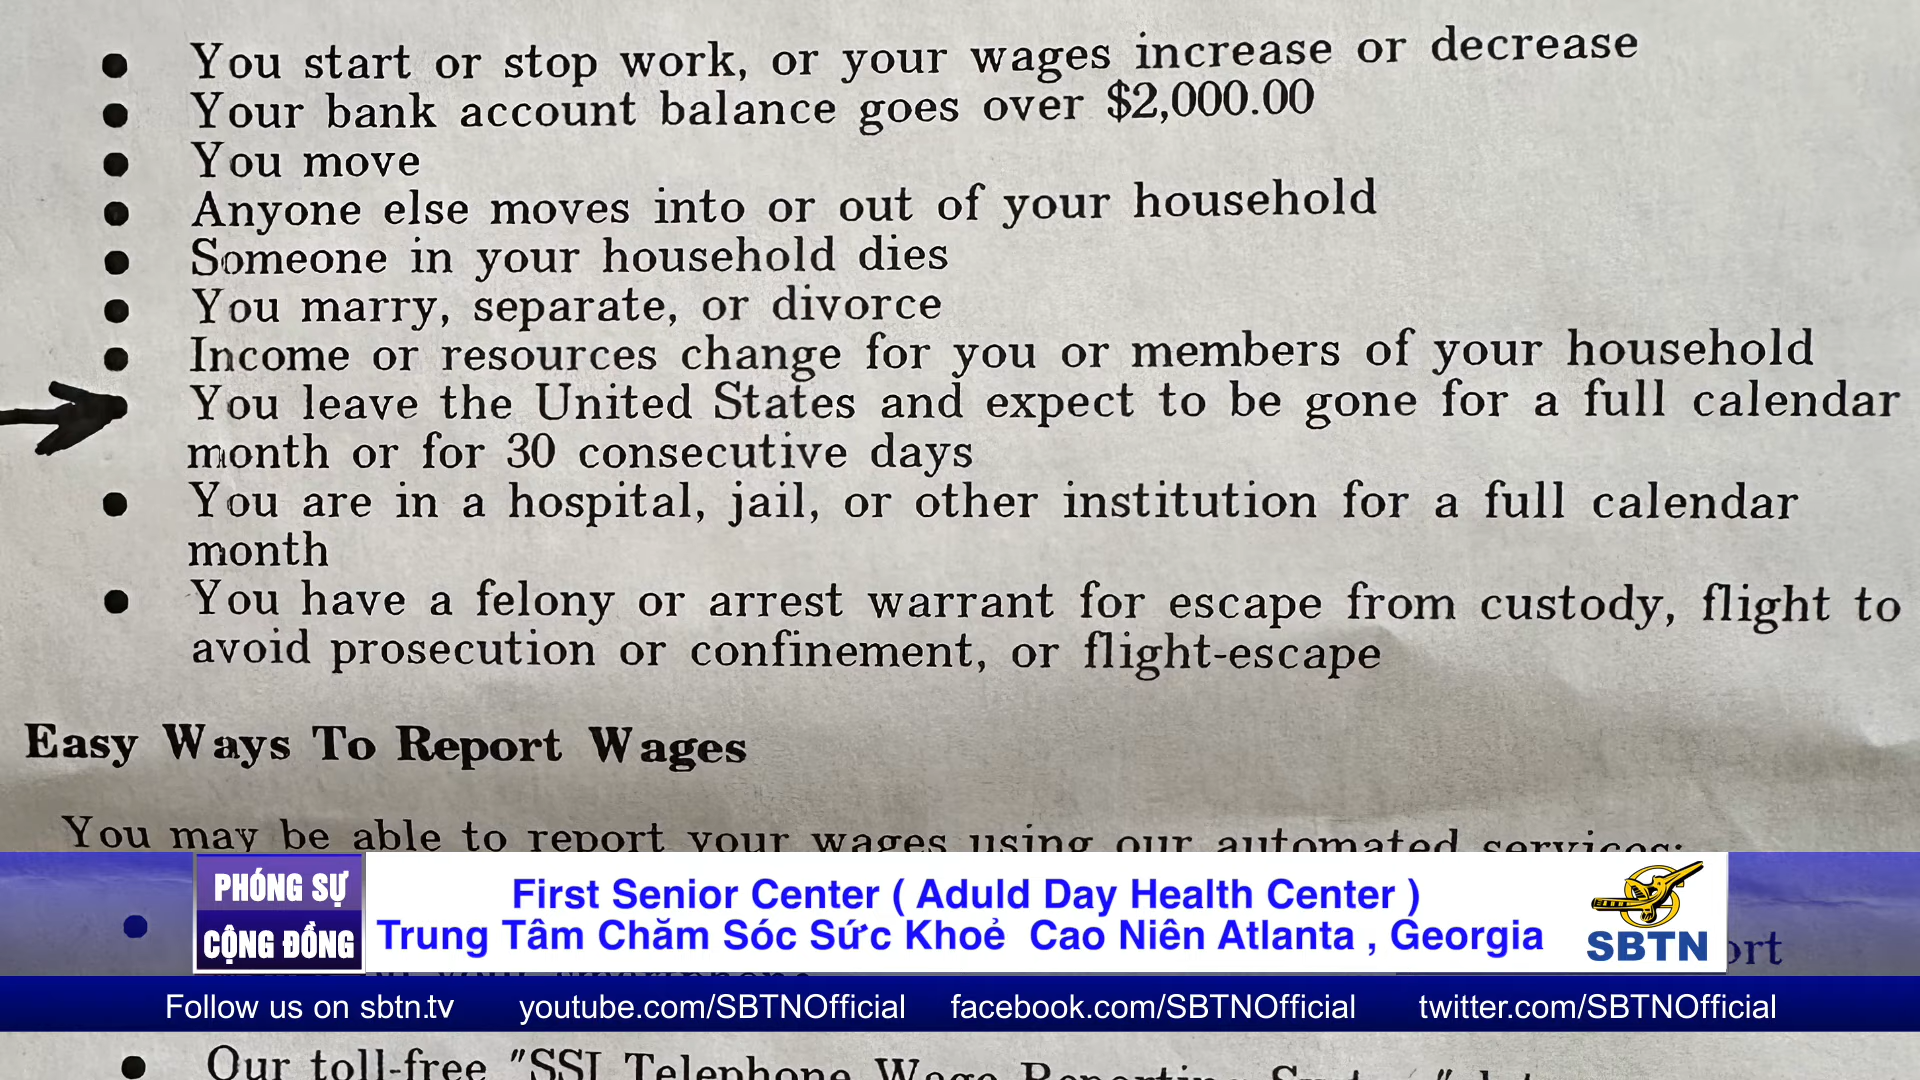 • You start or stop work, or your wages increase or decrease
• Your bank account balance goes over $2,000.00
• You move
• Anyone else moves into or out of your household
• Someone in your household dies
• You marry, separate, or divorce
• Income or resources change for you or members of your household
• You leave the United States and expect to be gone for a full calendar
month or for 30 consecutive days
• You are in a hospital, jail, or other institution for a full calendar
month
• You have a felony or arrest warrant for escape from custody, flight to
avoid prosecution or confinement, or flight-escape
Easy Ways To Report Wages
You may be able to report your wages using our automated services:
PHÓNG SỰ
CỘNG ĐỒNG
First Senior Center ( Aduld Day Health Center )
Trung Tâm Chăm Sóc Sức Khoẻ Cao Niên Atlanta , Georgia
SBTN
Follow us on sbtn.tv youtube.com/SBTNOfficial facebook.com/SBTNOfficial twitter.com/SBTNOfficial
• Our toll-free "SSI Telephone Wage Reporting